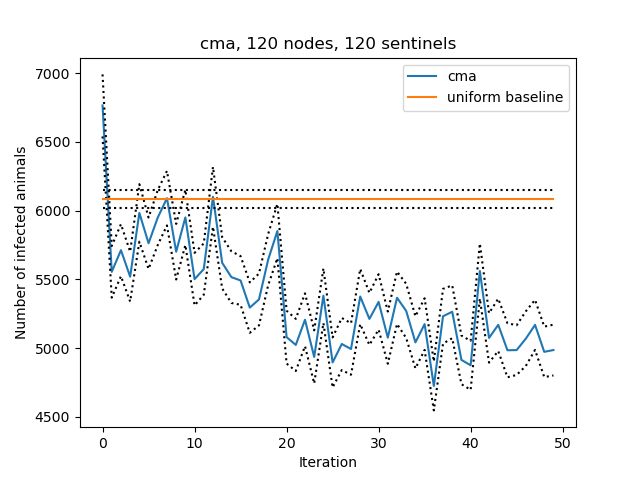 cma, 120 nodes, 120 sentinels
cma
uniform baseline
Number of infected animals
7000
6500
6000
5500
5000
4500
0
10
20
30
40
50
Iteration